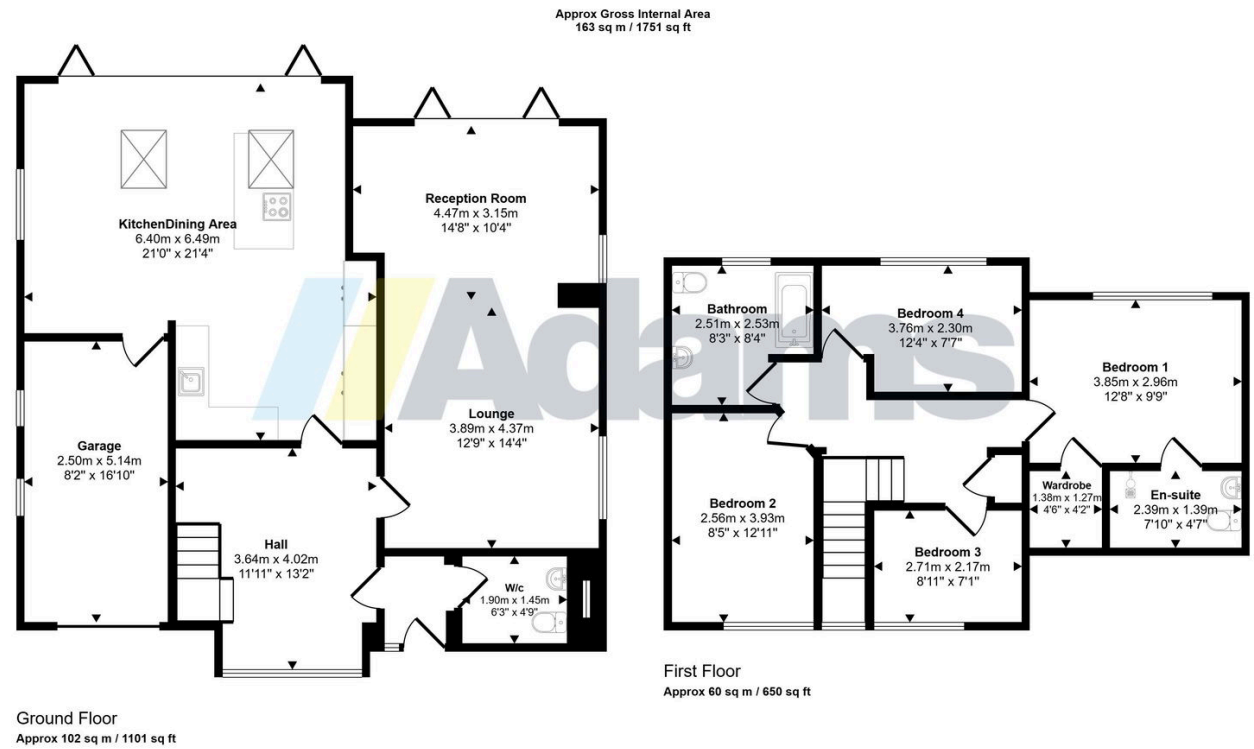 Approx Gross Internal Area
163 sq m / 1751 sq ft
KitchenDining Area
6.40m x 6.49m
21'0" x 21'4"
Reception Room
4.47m x 3.15m
14'8" x 10'4"
Adams
Lounge
3.89m x 4.37m
12'9" x 14'4"
Garage
2.50m x 5.14m
8'2" x 16'10"
Hall
3.64m x 4.02m
11'11" x 13'2"
W/c
1.90m x 1.45m
6'3" x 4'9"
Ground Floor
Approx 102 sq m / 1101 sq ft
Bathroom
2.51m x 2.53m
8'3" x 8'4"
Bedroom 4
3.76m x 2.30m
12'4" x 7'7"
Bedroom 1
3.85m x 2.96m
12'8" x 9'9"
Bedroom 2
2.56m x 3.93m
8'5" x 12'11"
Wardrobe
1.38m x 1.27m
4'6" x 4'2"
En-suite
2.39m x 1.39m
7'10" x 4'7"
Bedroom 3
2.71m x 2.17m
8'11" x 7'1"
First Floor
Approx 60 sq m / 650 sq ft